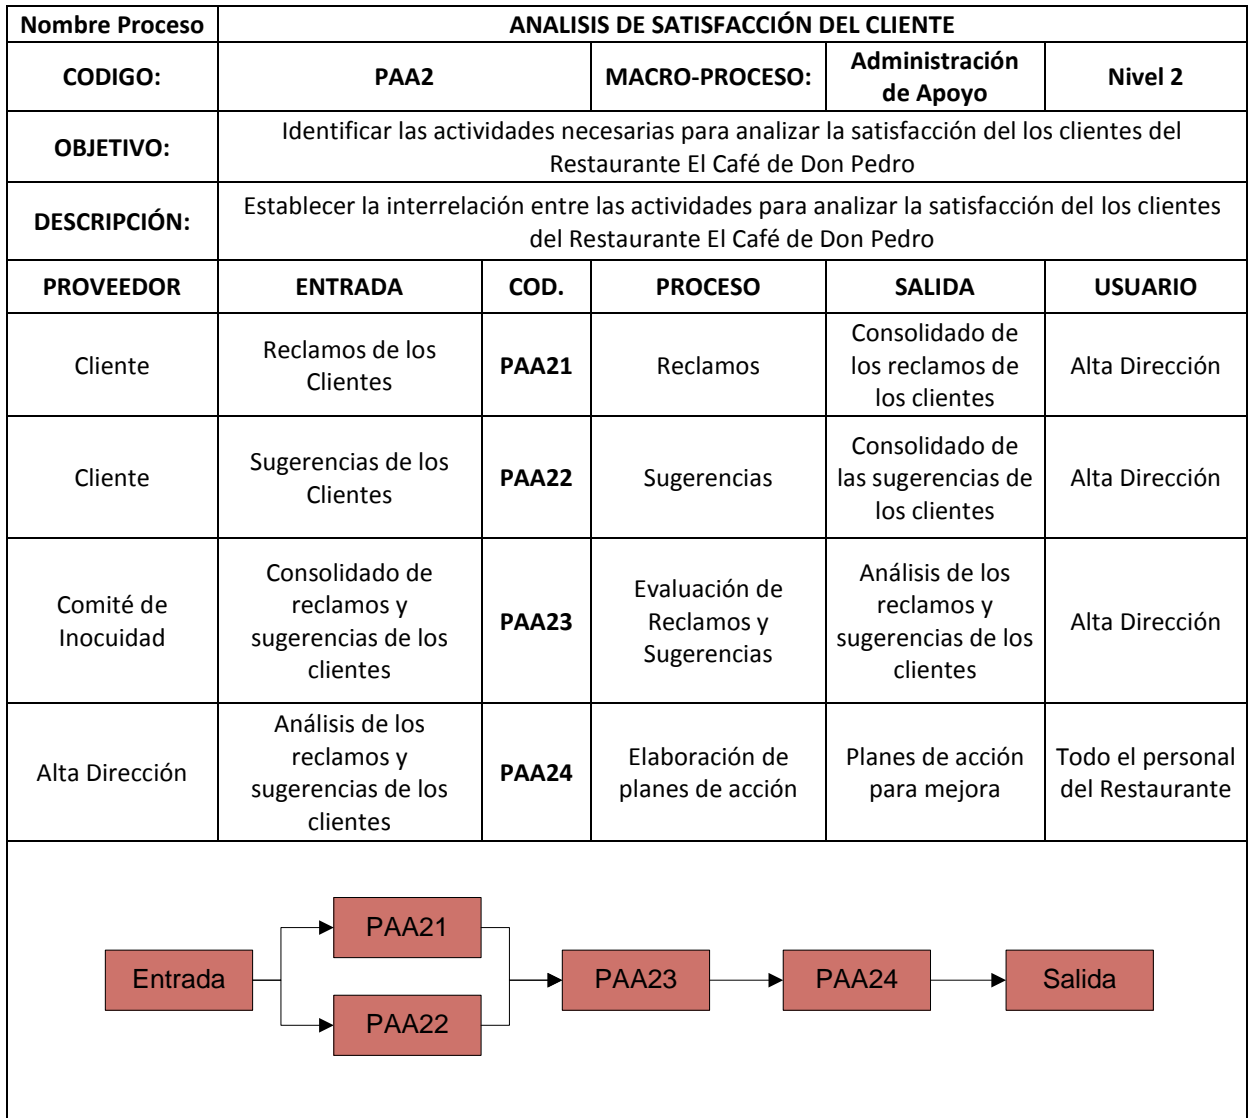 Nombre Proceso
ANALISIS DE SATISFACCIÓN DEL CLIENTE
CODIGO:
PAA2
MACRO-PROCESO:
Administración
de Apoyo
Nivel 2
OBJETIVO:
Identificar las actividades necesarias para analizar la satisfacción del los clientes del
Restaurante El Café de Don Pedro
DESCRIPCIÓN:
Establecer la interrelación entre las actividades para analizar la satisfacción del los clientes
del Restaurante El Café de Don Pedro
PROVEEDOR
ENTRADA
COD.
PROCESO
SALIDA
USUARIO
Cliente
Reclamos de los
Clientes
PAA21
Reclamos
Consolidado de
los reclamos de
los clientes
Alta Dirección
Cliente
Sugerencias de los
Clientes
PAA22
Sugerencias
Consolidado de
las sugerencias de
los clientes
Alta Dirección
Comité de
Inocuidad
Consolidado de
reclamos y
sugerencias de los
clientes
PAA23
Evaluación de
Reclamos y
Sugerencias
Análisis de los
reclamos y
sugerencias de los
clientes
Alta Dirección
Alta Dirección
Análisis de los
reclamos y
sugerencias de los
clientes
PAA24
Elaboración de
planes de acción
Planes de acción
para mejora
Todo el personal
del Restaurante
Entrada
PAA21
PAA22
PAA23
PAA24
Salida